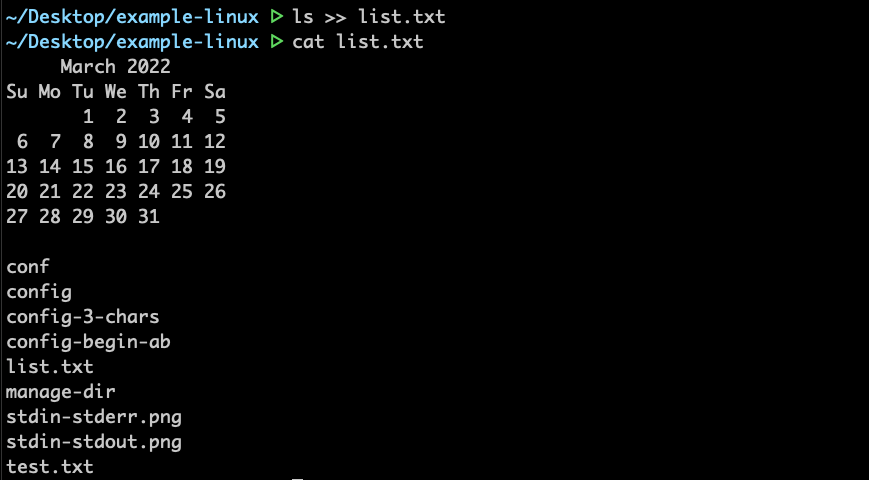 ~/Desktop/example-linux ▷ ls >> list.txt
~/Desktop/example-linux ▷ cat list.txt
     March 2022
Su Mo Tu We Th Fr Sa
       1  2  3  4  5
 6  7  8  9 10 11 12
13 14 15 16 17 18 19
20 21 22 23 24 25 26
27 28 29 30 31

conf
config
config-3-chars
config-begin-ab
list.txt
manage-dir
stdin-stderr.png
stdin-stdout.png
test.txt